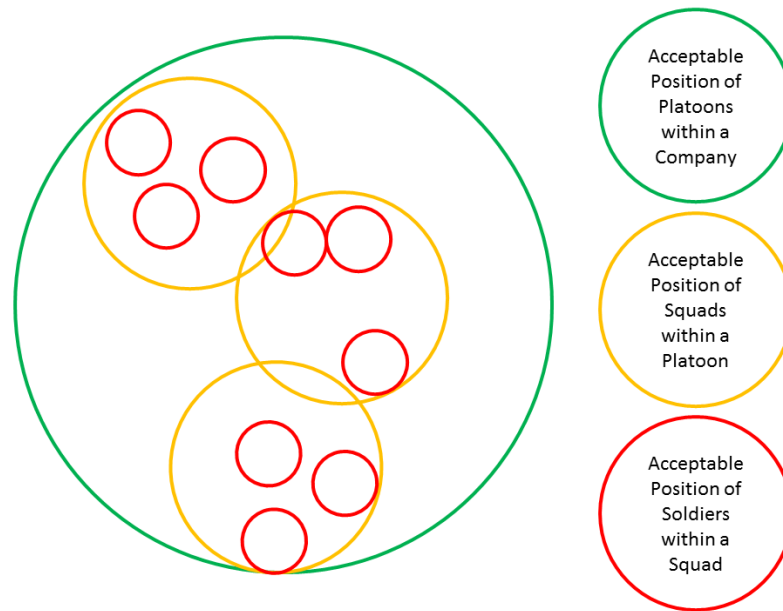 Acceptable
Position of
Platoons
within a
Company
Acceptable
Position of
Squads
within a
Platoon
Acceptable
Position of
Soldiers
within a
Squad